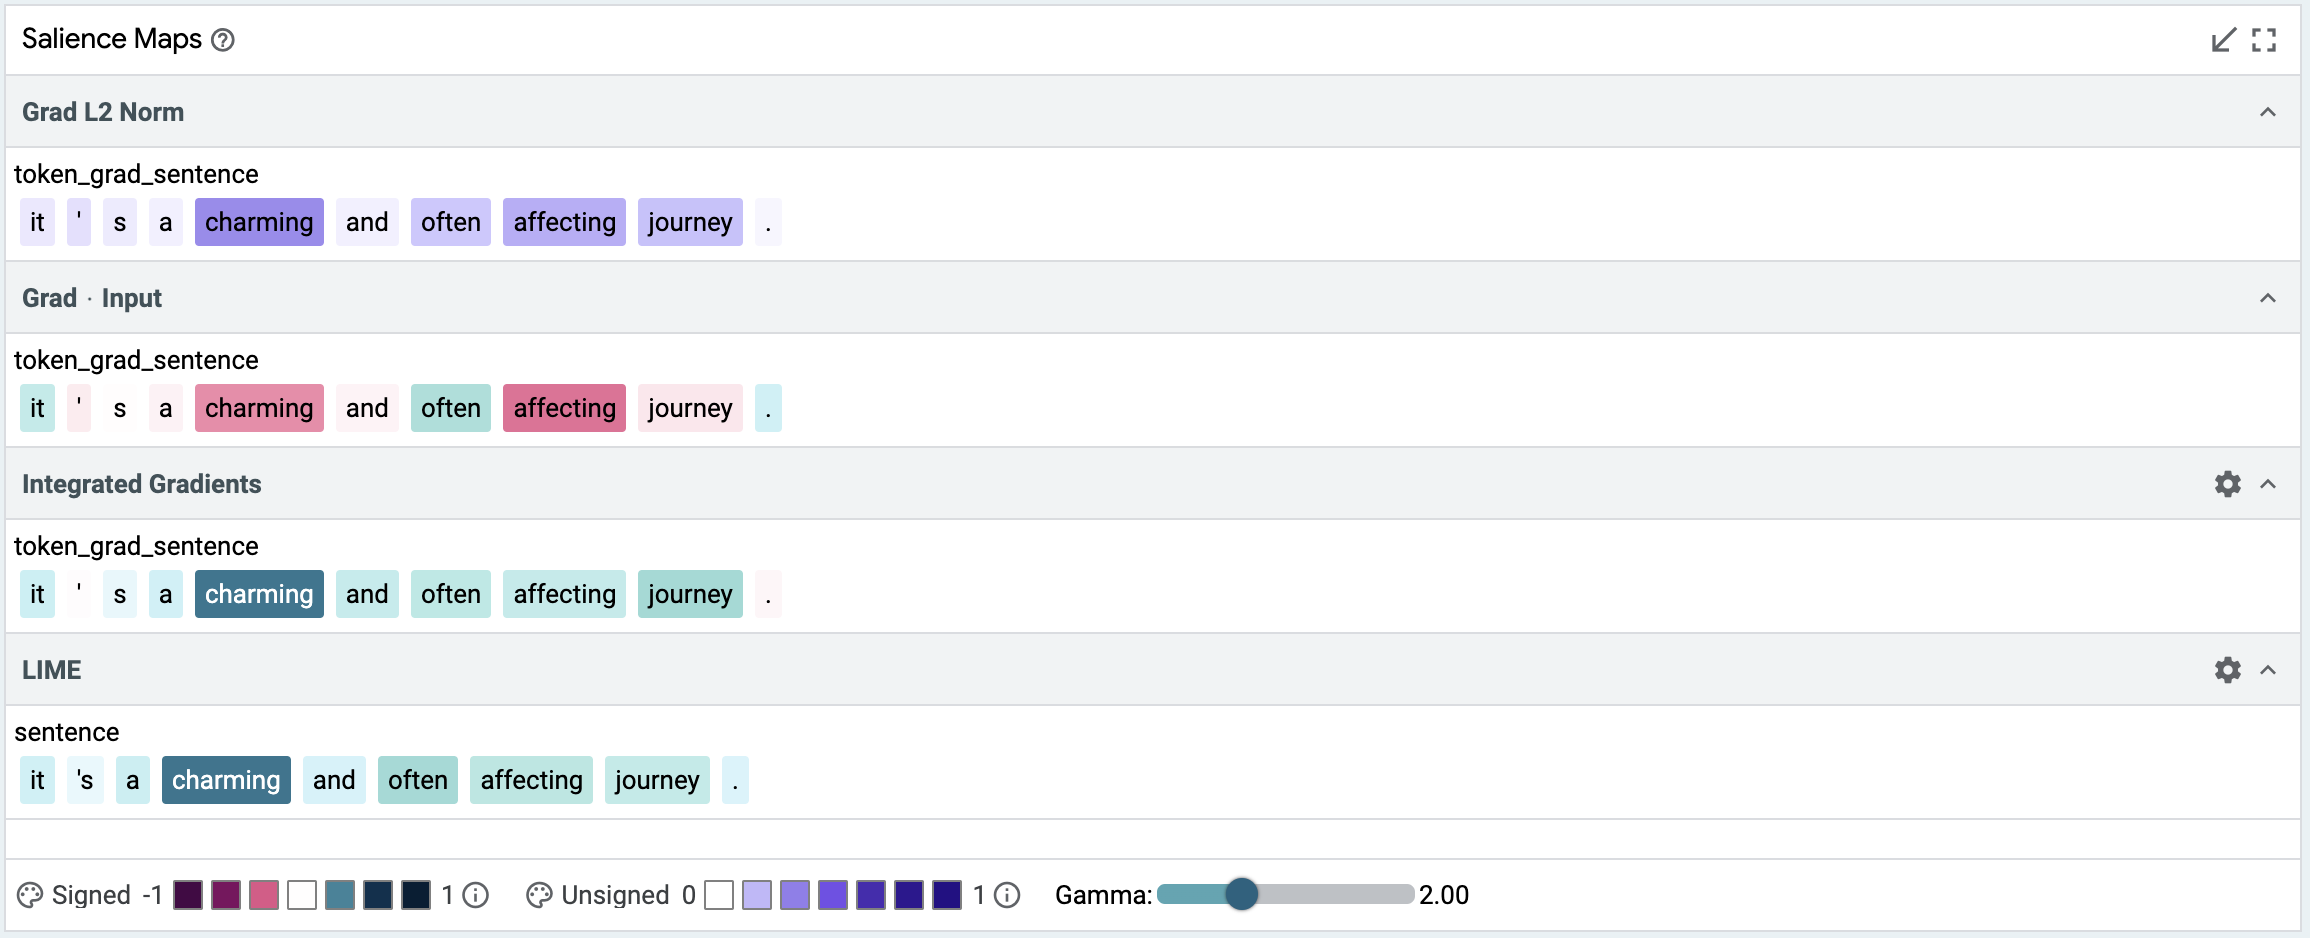 Salience Maps
Grad L2 Norm
token_grad_sentence
it ' s a charming and often affecting journey .
Grad · Input
token_grad_sentence
it ' s a charming and often affecting journey .
Integrated Gradients
token_grad_sentence
it ' s a charming and often affecting journey .
LIME
sentence
it 's a charming and often affecting journey .
Signed -1 1 Unsigned 0 1 Gamma: 2.00